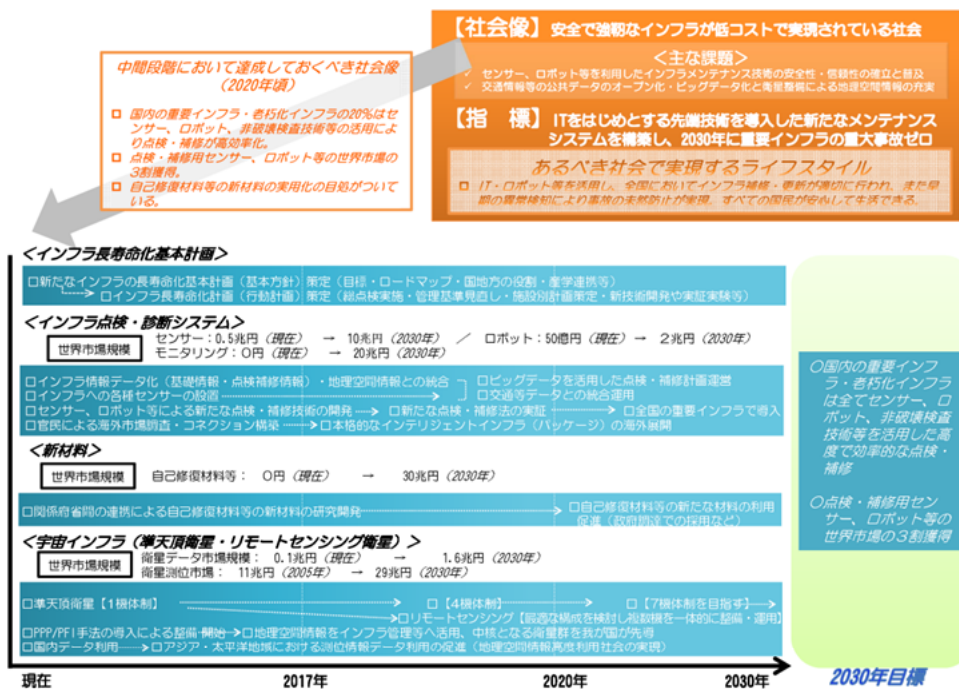 【社会像】 安全で強靭なインフラが低コストで実現されている社会
＜主な課題＞
✓ センサー、ロボット等を利用したインフラメンテナンス技術の安全性・信頼性の確立と普及
✓ 交通情報等の公共データのオープン化・ビッグデータ化と衛星整備による地理空間情報の充実
【指　標】 ITをはじめとする先端技術を導入した新たなメンテナンス
システムを構築し、2030年に重要インフラの重大事故ゼロ
あるべき社会で実現するライフスタイル
□ IT・ロボット等を活用し、全国においてインフラ補修・更新が適切に行われ、また早
期の異常検知により事故の未然防止が実現。すべての国民が安心して生活できる。
中間段階において達成しておくべき社会像
（2020年頃）
□ 国内の重要インフラ・老朽化インフラの20%はセ
ンサー、ロボット、非破壊検査技術等の活用によ
り点検・補修が高効率化。
□ 点検・補修用センサー、ロボット等の世界市場の
3割獲得。
□ 自己修復材料等の新材料の実用化の目処がついて
いる。
＜インフラ長寿命化基本計画＞
□新たなインフラの長寿命化基本計画（基本方針）策定（目標・ロードマップ・国地方の役割・産学連携等）
□インフラ長寿命化計画（行動計画）策定（総点検実施・管理基準見直し・施設別計画策定・新技術開発や実証実験等）
＜インフラ点検・診断システム＞
世界市場規模
センサー：0.5兆円（現在） → 10兆円（2030年） ／ ロボット：50億円（現在） → 2兆円（2030年）
モニタリング：0円（現在） → 20兆円（2030年）
□インフラ情報データ化（基礎情報・点検補修情報）・地理空間情報との統合
□インフラへの各種センサーの設置
□ビッグデータを活用した点検・補修計画運営
□交通等データとの統合運用
□センサー、ロボット等による新たな点検・補修技術の開発 → □新たな点検・補修法の実証 → □全国の重要インフラで導入
□官民による海外市場調査・コネクション構築 → □本格的なインテリジェントインフラ（パッケージ）の海外展開
＜新材料＞
世界市場規模
自己修復材料等： 0円（現在） → 30兆円（2030年）
□関係府省間の連携による自己修復材料等の新材料の研究開発 → □自己修復材料等の新たな材料の利用
促進（政府調達での採用など）
＜宇宙インフラ（準天頂衛星・リモートセンシング衛星）＞
世界市場規模
衛星データ市場規模： 0.1兆円（現在） → 1.6兆円（2030年）
衛星測位市場： 11兆円（2005年） → 29兆円（2030年）
□準天頂衛星【1機体制】 → □【4機体制】 → □【7機体制を目指す】 →
□リモートセンシング【最適な構成を検討し複数機を一体的に整備・運用】
□PPP/PFI手法の導入による整備 開始 → □地理空間情報をインフラ管理等へ活用、中核となる衛星群を我が国が先導
□国内データ利用 → □アジア・太平洋地域における測位情報データ利用の促進（地理空間情報高度利用社会の実現）
○国内の重要インフ
ラ・老朽化インフラ
は全てセンサー、ロ
ボット、非破壊検査
技術等を活用した高
度で効率的な点検・
補修
○点検・補修用セン
サー、ロボット等の
世界市場の３割獲得
現在
2017年
2020年
2030年
2030年目標